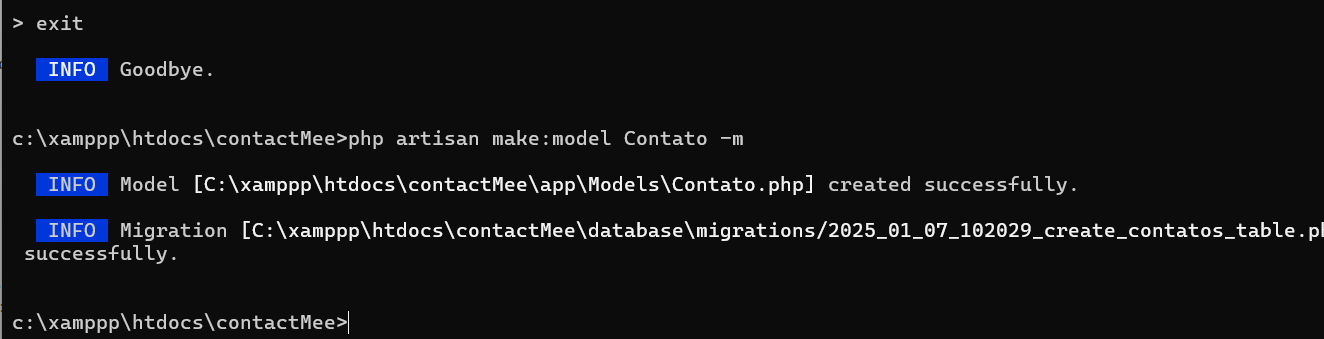 > exit
INFO Goodbye.
c:\xamppp\htdocs\contactMee>php artisan make:model Contato -m
INFO Model [C:\xamppp\htdocs\contactMee\app\Models\Contato.php] created successfully.
INFO Migration [C:\xamppp\htdocs\contactMee\database\migrations/2025_01_07_102029_create_contatos_table.ph
successfully.
c:\xamppp\htdocs\contactMee>